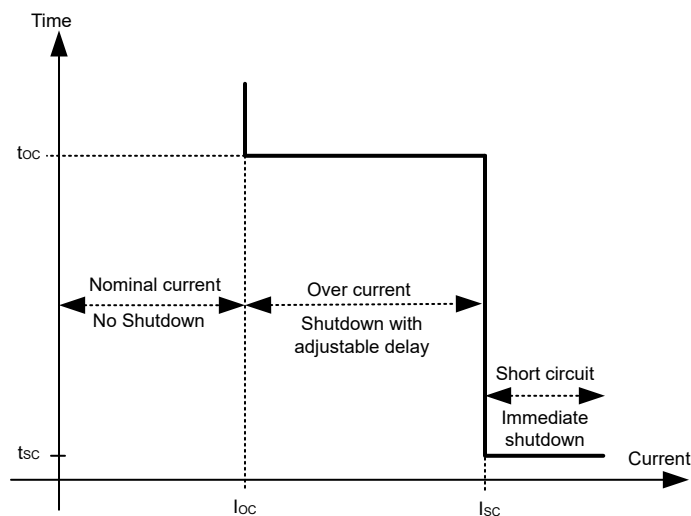 Time
tOC
Nominal current
No Shutdown
Over current
Shutdown with
adjustable delay
Short circuit
Immediate
shutdown
tSC
Current
IOC
ISC